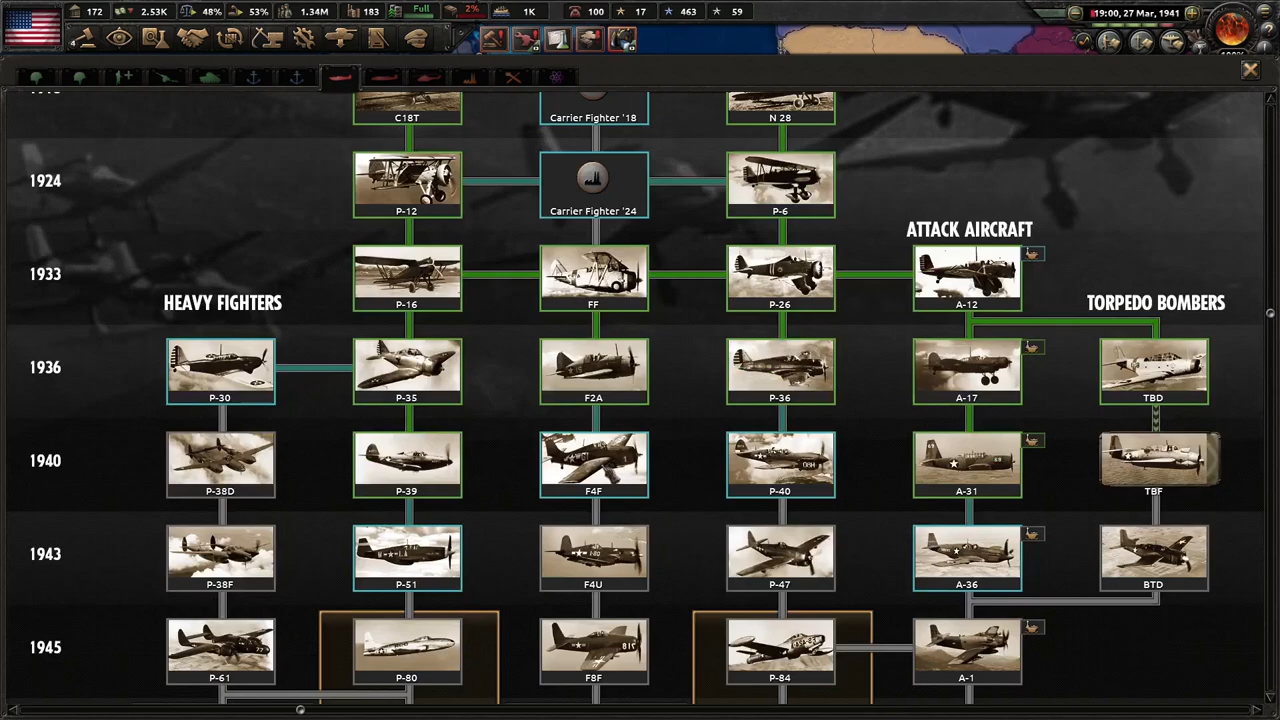 172 2.53K 48% 53% 1.34M 183 Full 2% 1K 100 17 463 59 19:00, 27 Mar, 1941
4
100%
C18T Carrier Fighter '18 N 28
1924
P-12 Carrier Fighter '24 P-6
ATTACK AIRCRAFT
1933
HEAVY FIGHTERS P-16 FF P-26 A-12 TORPEDO BOMBERS
1936
P-30 P-35 F2A P-36 A-17 TBD
1940
P-38D P-39 F4F P-40 A-31 TBF
1943
P-38F P-51 F4U P-47 A-36 BTD
1945
P-61 P-80 F8F P-84 A-1